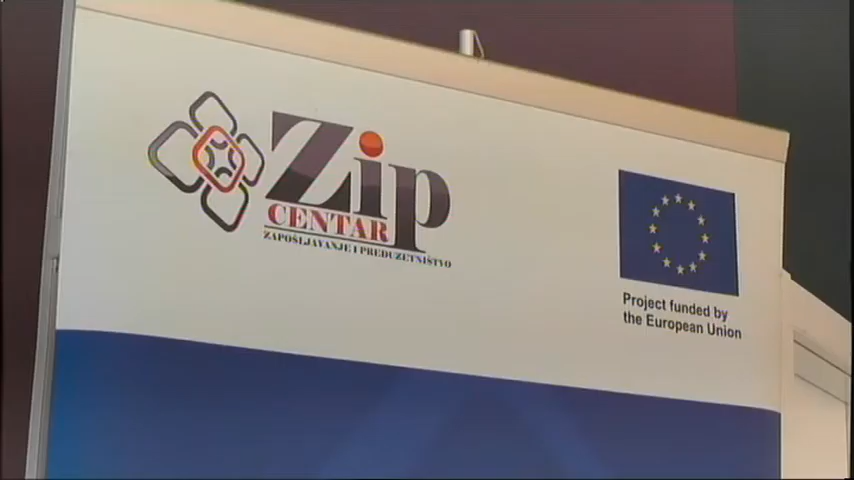 Zip
CENTAR
ZAPOŠLJAVANJE I PREDUZETNIŠTVO
Project funded by
the European Union